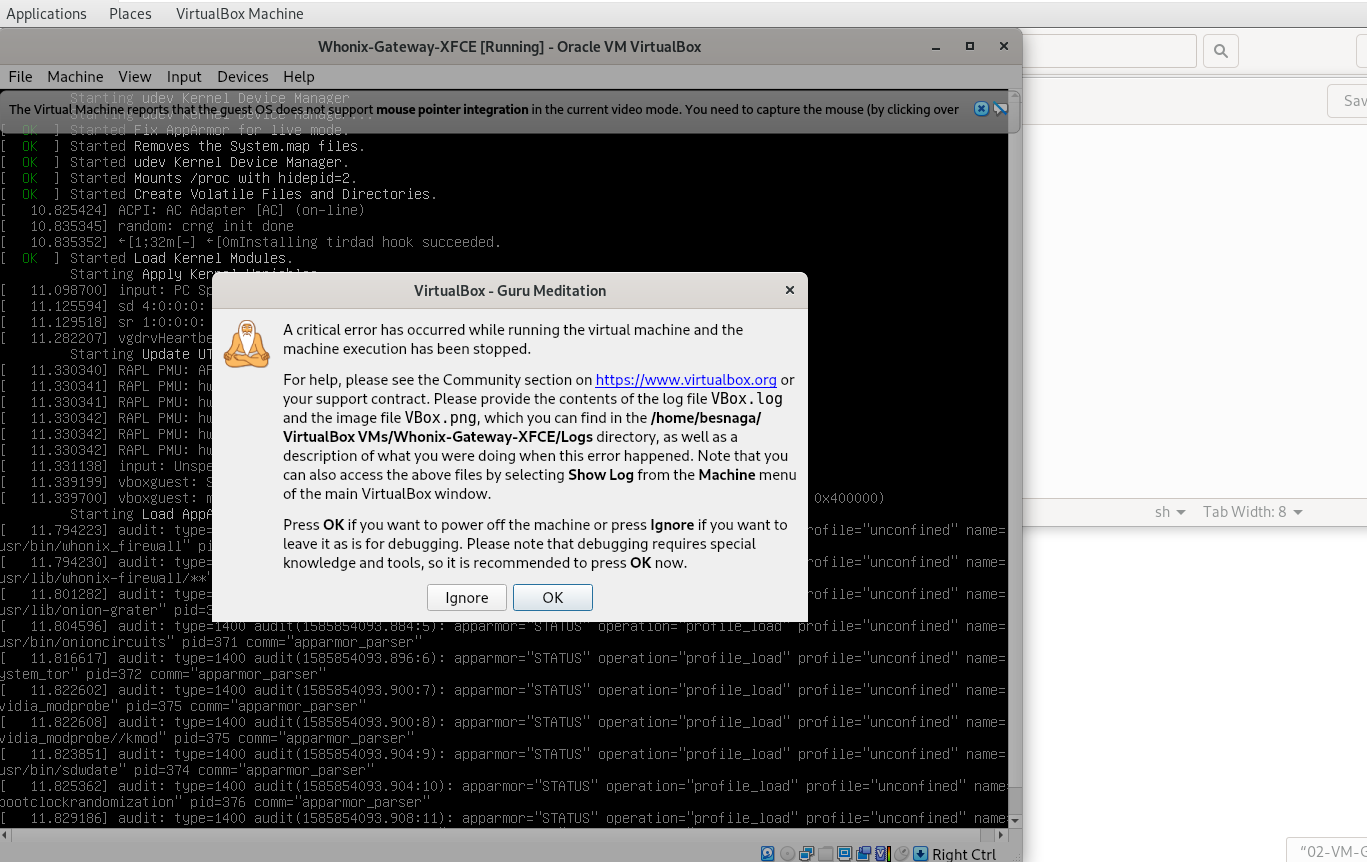 Applications Places VirtualBox Machine
Whonix-Gateway-XFCE [Running] - Oracle VM VirtualBox
File Machine View Input Devices Help
Starting udev Kernel Device Manager
The Virtual Machine reports that the guest OS does not support mouse pointer integration in the current video mode. You need to capture the mouse (by clicking over
[ OK ] Started Fix AppArmor for live mode.
[ OK ] Started Removes the System.map files.
[ OK ] Started udev Kernel Device Manager.
[ OK ] Started Mounts /proc with hidepid=2.
[ OK ] Started Create Volatile Files and Directories.
[ 10.825424] ACPI: AC Adapter [AC] (on-line)
[ 10.835345] random: crng init done
[ 10.835352] ←[1;32m[-] ←[0mInstalling tirdad hook succeeded.
[ OK ] Started Load Kernel Modules.
Starting Apply Kernel Variables
[ 11.098700] input: PC Sp
[ 11.125594] sd 4:0:0:0:
[ 11.129518] sr 1:0:0:0:
[ 11.282207] vgdrvHeartbe
Starting Update UT
[ 11.330340] RAPL PMU: AP
[ 11.330341] RAPL PMU: hw
[ 11.330341] RAPL PMU: hw
[ 11.330342] RAPL PMU: hw
[ 11.330342] RAPL PMU: hw
[ 11.331138] input: Unspe
[ 11.339199] vboxguest: S
[ 11.339700] vboxguest: m 0x400000)
Starting Load AppA
[ 11.794223] audit: rofile="unconfined" name=
usr/bin/whonix_firewall" pi
[ 11.794230] audit: rofile="unconfined" name=
usr/lib/whonix-firewall/**"
[ 11.801282] audit: rofile="unconfined" name=
usr/lib/onion-grater" pid=3
[ 11.804596] audit: type=1400 audit(1585854093.884:5): apparmor="STATUS" operation="profile_load" profile="unconfined" name=
usr/bin/onioncircuits" pid=371 comm="apparmor_parser"
[ 11.816617] audit: type=1400 audit(1585854093.896:6): apparmor="STATUS" operation="profile_load" profile="unconfined" name=
ystem_tor" pid=372 comm="apparmor_parser"
[ 11.822602] audit: type=1400 audit(1585854093.900:7): apparmor="STATUS" operation="profile_load" profile="unconfined" name=
vidia_modprobe" pid=375 comm="apparmor_parser"
[ 11.822608] audit: type=1400 audit(1585854093.900:8): apparmor="STATUS" operation="profile_load" profile="unconfined" name=
vidia_modprobe//kmod" pid=375 comm="apparmor_parser"
[ 11.823851] audit: type=1400 audit(1585854093.904:9): apparmor="STATUS" operation="profile_load" profile="unconfined" name=
usr/bin/sdwdate" pid=374 comm="apparmor_parser"
[ 11.825362] audit: type=1400 audit(1585854093.904:10): apparmor="STATUS" operation="profile_load" profile="unconfined" name
bootclockrandomization" pid=376 comm="apparmor_parser"
[ 11.829186] audit: type=1400 audit(1585854093.908:11): apparmor="STATUS" operation="profile_load" profile="unconfined" name
Right Ctrl
VirtualBox - Guru Meditation
A critical error has occurred while running the virtual machine and the
machine execution has been stopped.
For help, please see the Community section on https://www.virtualbox.org or
your support contract. Please provide the contents of the log file VBox.log
and the image file VBox.png, which you can find in the /home/besnaga/
VirtualBox VMs/Whonix-Gateway-XFCE/Logs directory, as well as a
description of what you were doing when this error happened. Note that you
can also access the above files by selecting Show Log from the Machine menu
of the main VirtualBox window.
Press OK if you want to power off the machine or press Ignore if you want to
leave it as is for debugging. Please note that debugging requires special
knowledge and tools, so it is recommended to press OK now.
Ignore OK
Sav
sh Tab Width: 8
"02-VM-G